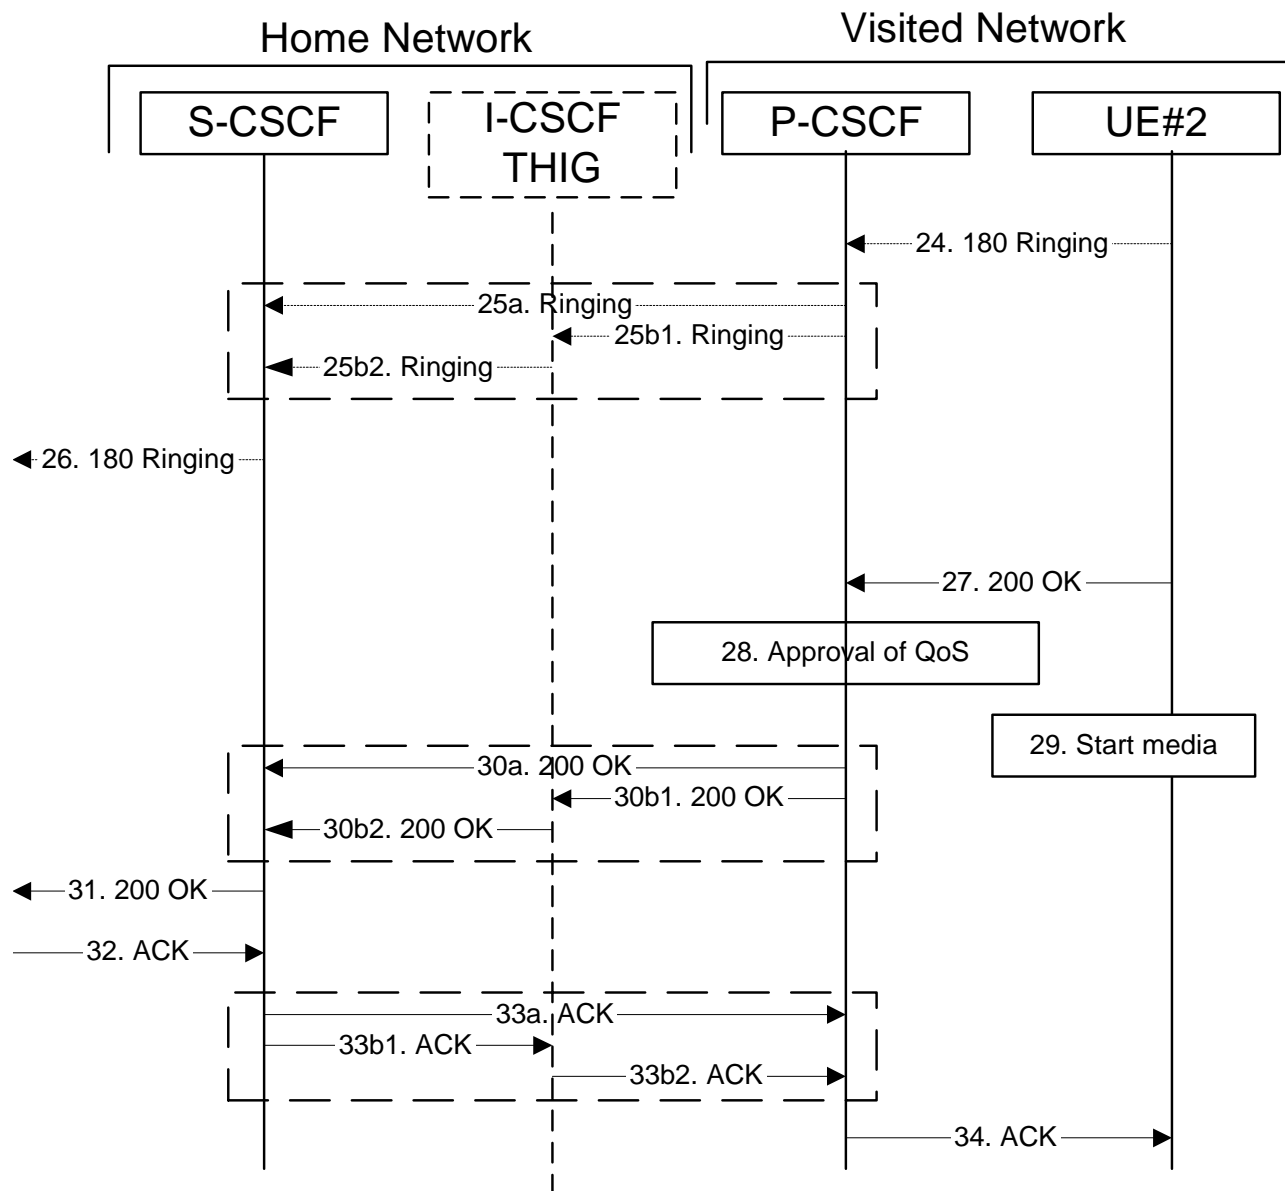 Home Network
Visited Network
S-CSCF
I-CSCF
THIG
P-CSCF
UE#2
24. 180 Ringing
25a. Ringing
25b1. Ringing
25b2. Ringing
26. 180 Ringing
27. 200 OK
28. Approval of QoS
29. Start media
30a. 200 OK
30b1. 200 OK
30b2. 200 OK
31. 200 OK
32. ACK
33a. ACK
33b1. ACK
33b2. ACK
34. ACK